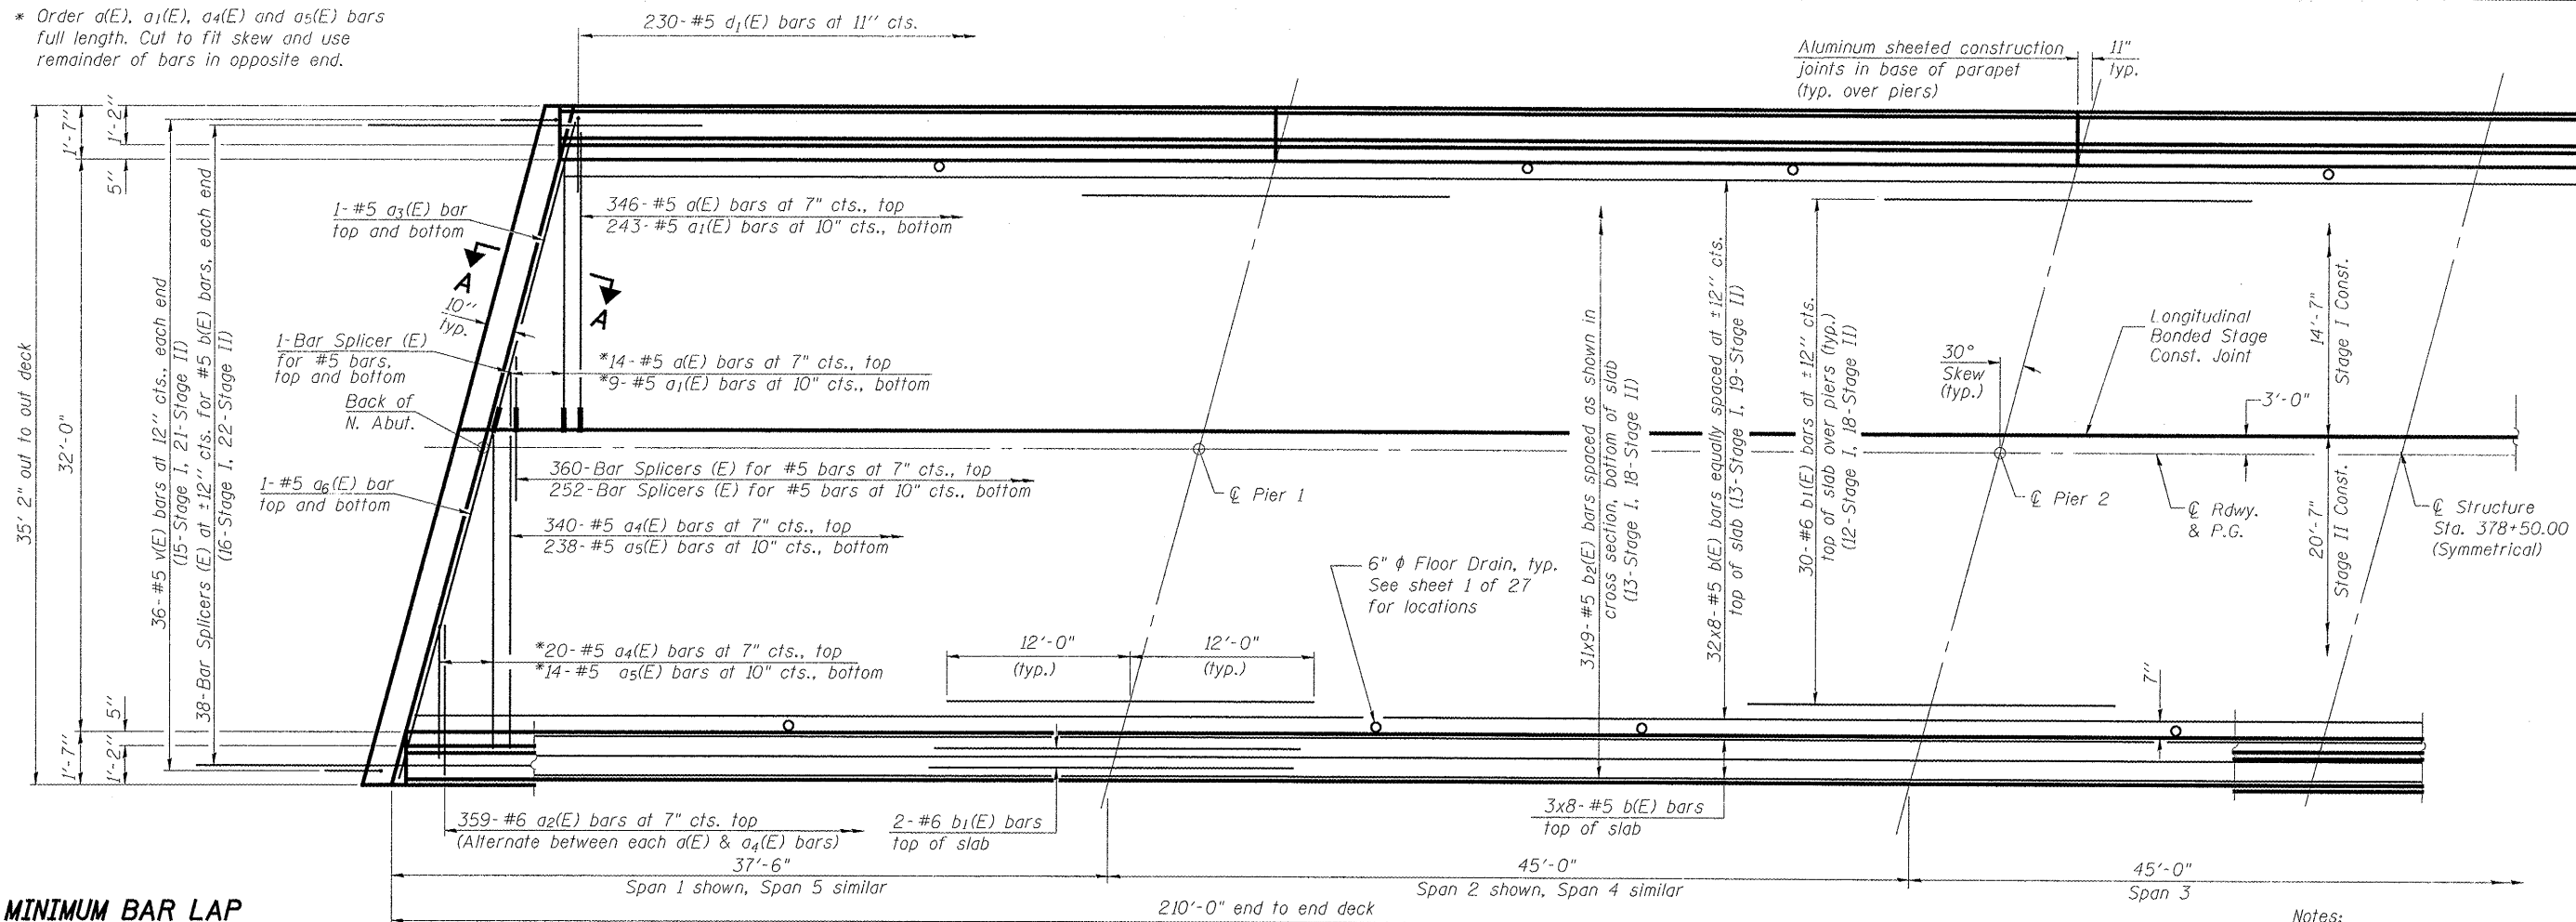 * Order a(E), a1(E), a4(E) and a5(E) bars
full length. Cut to fit skew and use
remainder of bars in opposite end.
230-#5 d1(E) bars at 11" cts.
Aluminum sheeted construction
joints in base of parapet
(typ. over piers)
11"
typ.
1'-7"
1'-2"
5"
35' 2" out to out deck
32'-0"
36-#5 v(E) bars at 12" cts., each end
(15-Stage I, 21-Stage II)
38-Bar Splicers (E) at ±12" cts. for #5 b(E) bars, each end
(16-Stage I, 22-Stage II)
1-#5 a3(E) bar
top and bottom
A
A
10"
typ.
346-#5 a(E) bars at 7" cts., top
243-#5 a1(E) bars at 10" cts., bottom
1-Bar Splicer (E)
for #5 bars,
top and bottom
*14-#5 a(E) bars at 7" cts., top
*9-#5 a1(E) bars at 10" cts., bottom
Back of
N. Abut.
360-Bar Splicers (E) for #5 bars at 7" cts., top
252-Bar Splicers (E) for #5 bars at 10" cts., bottom
1-#5 a6(E) bar
top and bottom
340-#5 a4(E) bars at 7" cts., top
238-#5 a5(E) bars at 10" cts., bottom
℄ Pier 1
6" ϕ Floor Drain, typ.
See sheet 1 of 27
for locations
31x9-#5 b2(E) bars spaced as shown in
cross section, bottom of slab
(13-Stage I, 18-Stage II)
32x8-#5 b(E) bars equally spaced at ±12" cts.
top of slab (13-Stage I, 19-Stage II)
30-#6 b1(E) bars at ±12" cts.
top of slab over piers (typ.)
(12-Stage I, 18-Stage II)
30°
Skew
(typ.)
Longitudinal
Bonded Stage
Const. Joint
14'-7"
Stage I Const.
3'-0"
℄ Pier 2
℄ Rdwy.
& P.G.
20'-7"
Stage II Const.
℄ Structure
Sta. 378+50.00
(Symmetrical)
*20-#5 a4(E) bars at 7" cts., top
*14-#5 a5(E) bars at 10" cts., bottom
12'-0"
(typ.)
12'-0"
(typ.)
7"
5"
1'-2"
1'-7"
359-#6 a2(E) bars at 7" cts. top
(Alternate between each a(E) & a4(E) bars)
2-#6 b1(E) bars
top of slab
3x8-#5 b(E) bars
top of slab
37'-6"
Span 1 shown, Span 5 similar
45'-0"
Span 2 shown, Span 4 similar
45'-0"
Span 3
210'-0" end to end deck
MINIMUM BAR LAP
Notes: